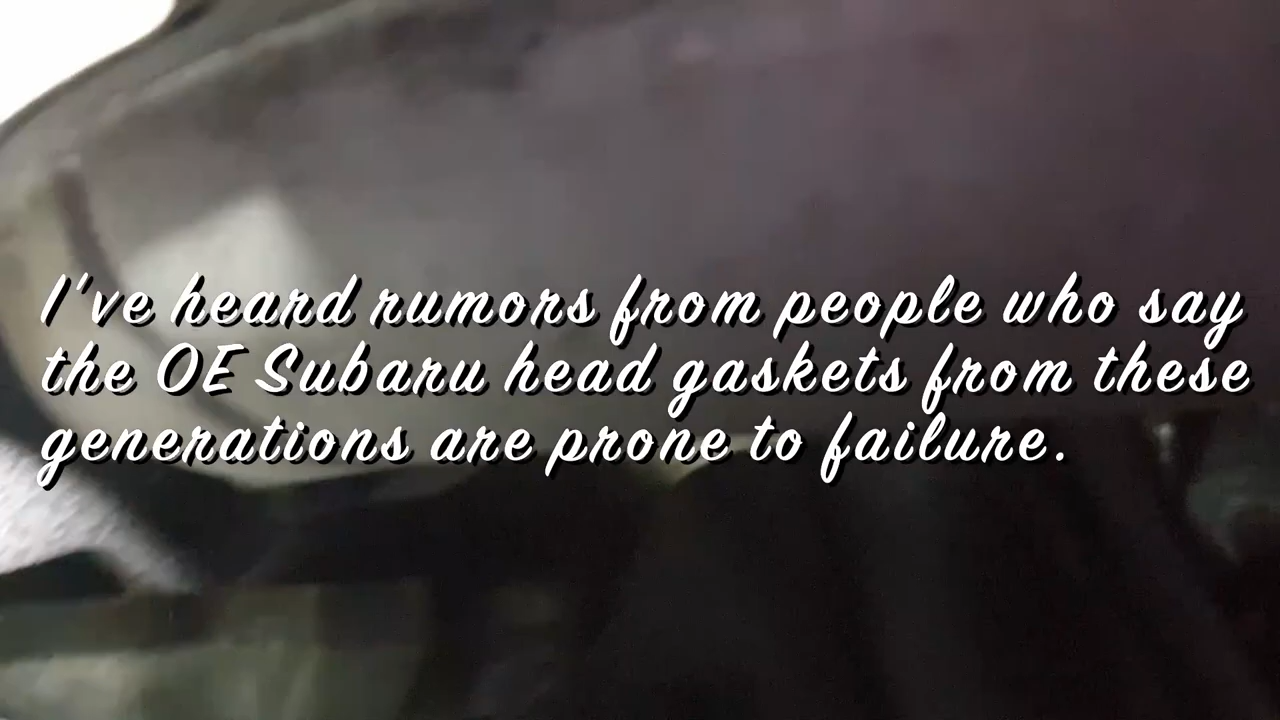 I've heard rumors from people who say
the OE Subaru head gaskets from these
generations are prone to failure.